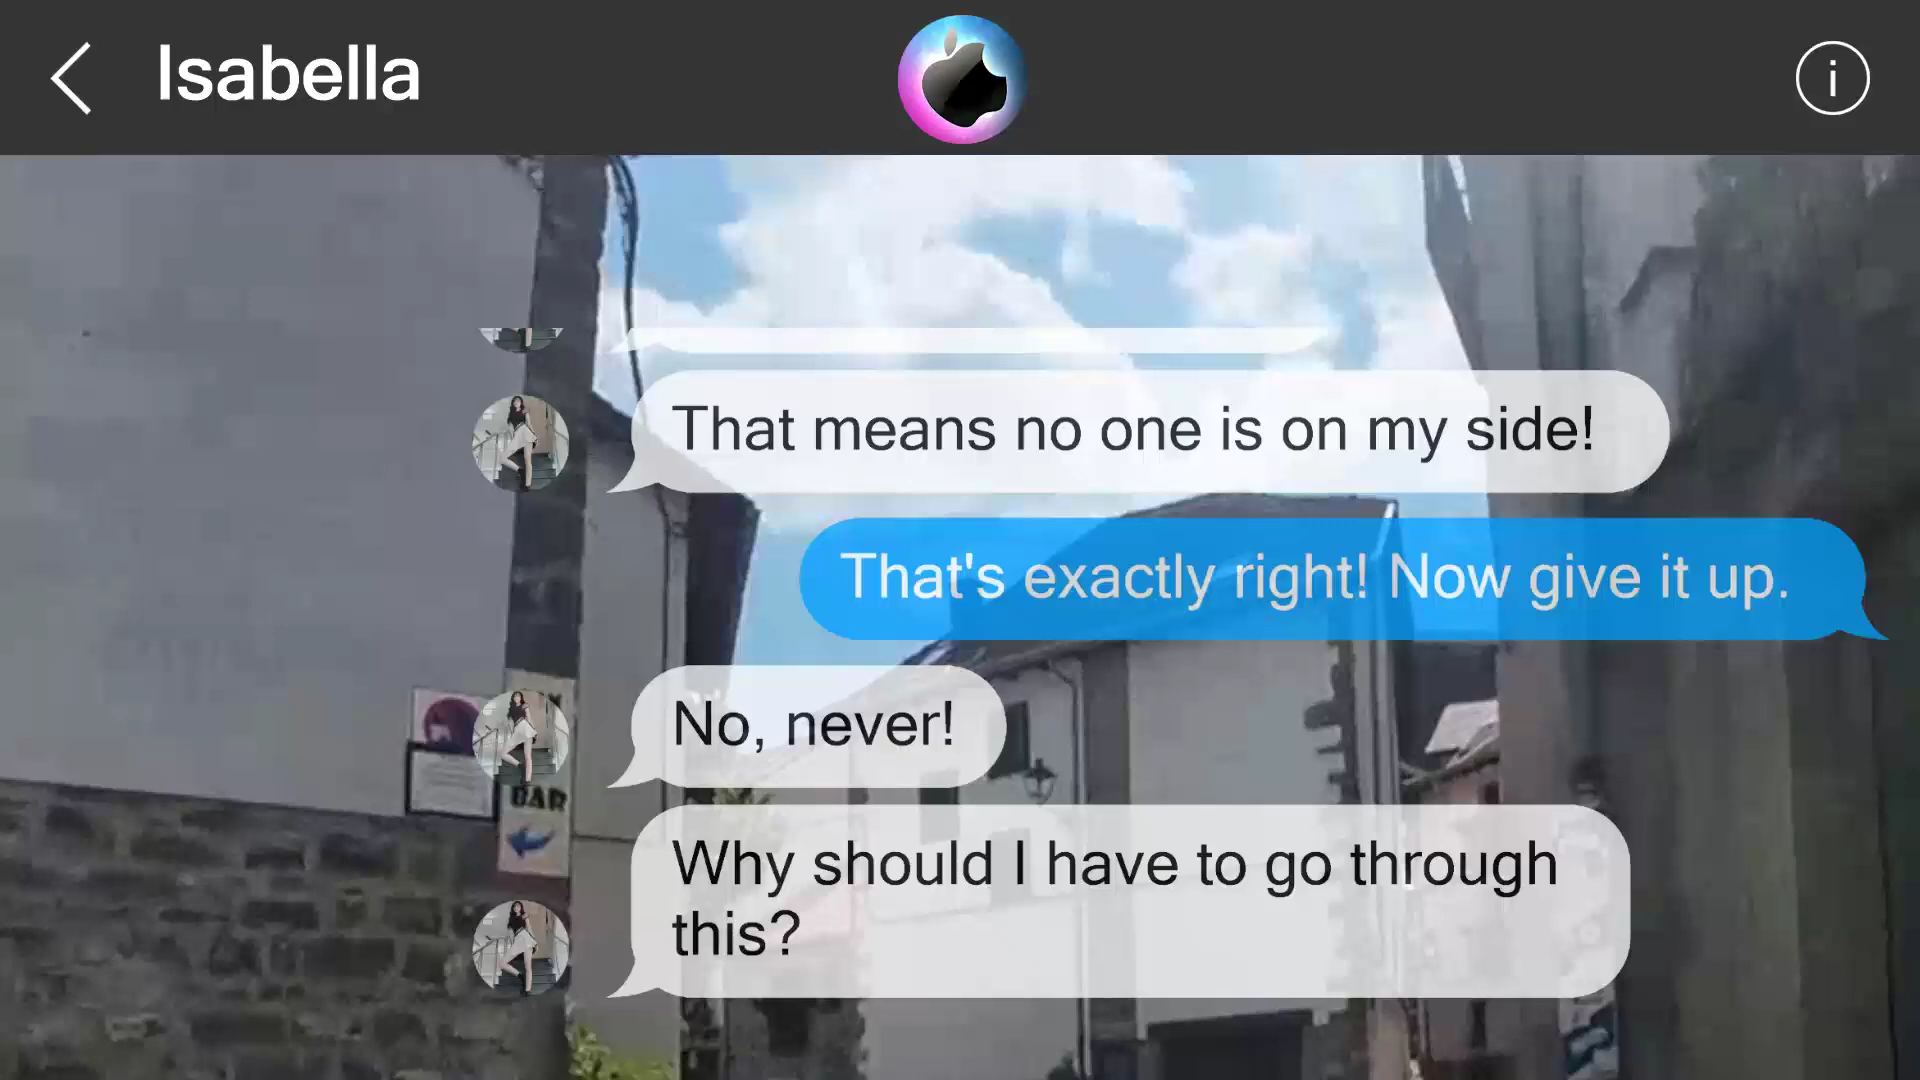 Isabella
i
That means no one is on my side!
That's exactly right! Now give it up.
No, never!
BAR
Why should I have to go through
this?